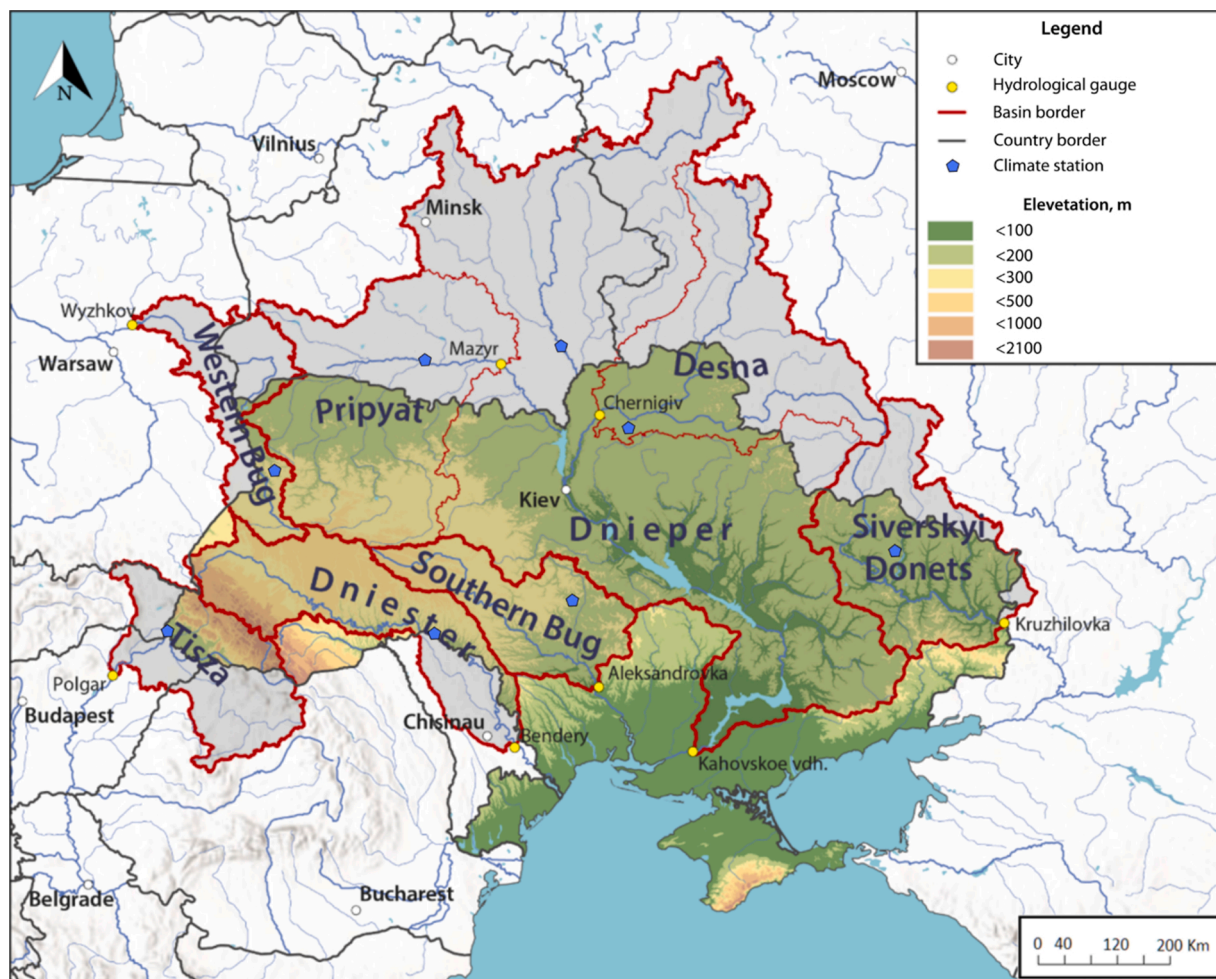 Legend
City
Hydrological gauge
Basin border
Country border
Climate station
Elevetation, m
<100
<200
<300
<500
<1000
<2100
N
Moscow
Vilnius
Minsk
Wyzhkov
Warsaw
Mazyr
Western Bug
Pripyat
Desna
Chernigiv
Kiev
Dnieper
Siverskyi
Donets
Dniester
Southern Bug
Kruzhilovka
Tisza
Polgar
Aleksandrovka
Budapest
Chisinau
Bendery
Kahovskoe vdh.
Belgrade
Bucharest
0 40 120 200 Km